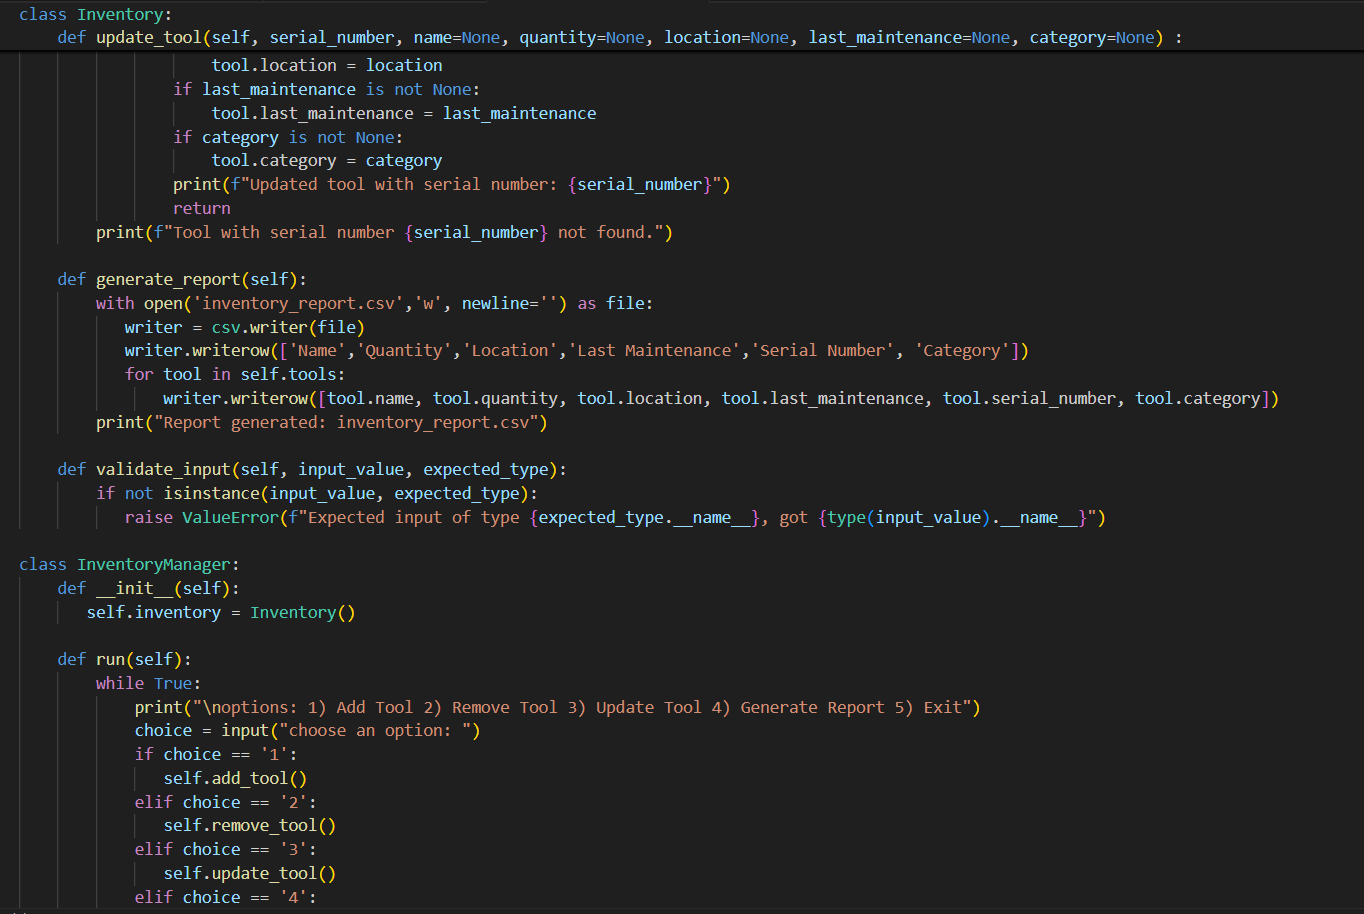 class Inventory:
    def update_tool(self, serial_number, name=None, quantity=None, location=None, last_maintenance=None, category=None) :
                    tool.location = location
                if last_maintenance is not None:
                    tool.last_maintenance = last_maintenance
                if category is not None:
                    tool.category = category
                print(f"Updated tool with serial number: {serial_number}")
                return
        print(f"Tool with serial number {serial_number} not found.")

    def generate_report(self):
        with open('inventory_report.csv','w', newline='') as file:
           writer = csv.writer(file)
           writer.writerow(['Name','Quantity','Location','Last Maintenance','Serial Number', 'Category'])
           for tool in self.tools:
               writer.writerow([tool.name, tool.quantity, tool.location, tool.last_maintenance, tool.serial_number, tool.category])
        print("Report generated: inventory_report.csv")

    def validate_input(self, input_value, expected_type):
        if not isinstance(input_value, expected_type):
           raise ValueError(f"Expected input of type {expected_type.__name__}, got {type(input_value).__name__}")

class InventoryManager:
    def __init__(self):
       self.inventory = Inventory()

    def run(self):
        while True:
            print("\noptions: 1) Add Tool 2) Remove Tool 3) Update Tool 4) Generate Report 5) Exit")
            choice = input("choose an option: ")
            if choice == '1':
               self.add_tool()
            elif choice == '2':
               self.remove_tool()
            elif choice == '3':
               self.update_tool()
            elif choice == '4':